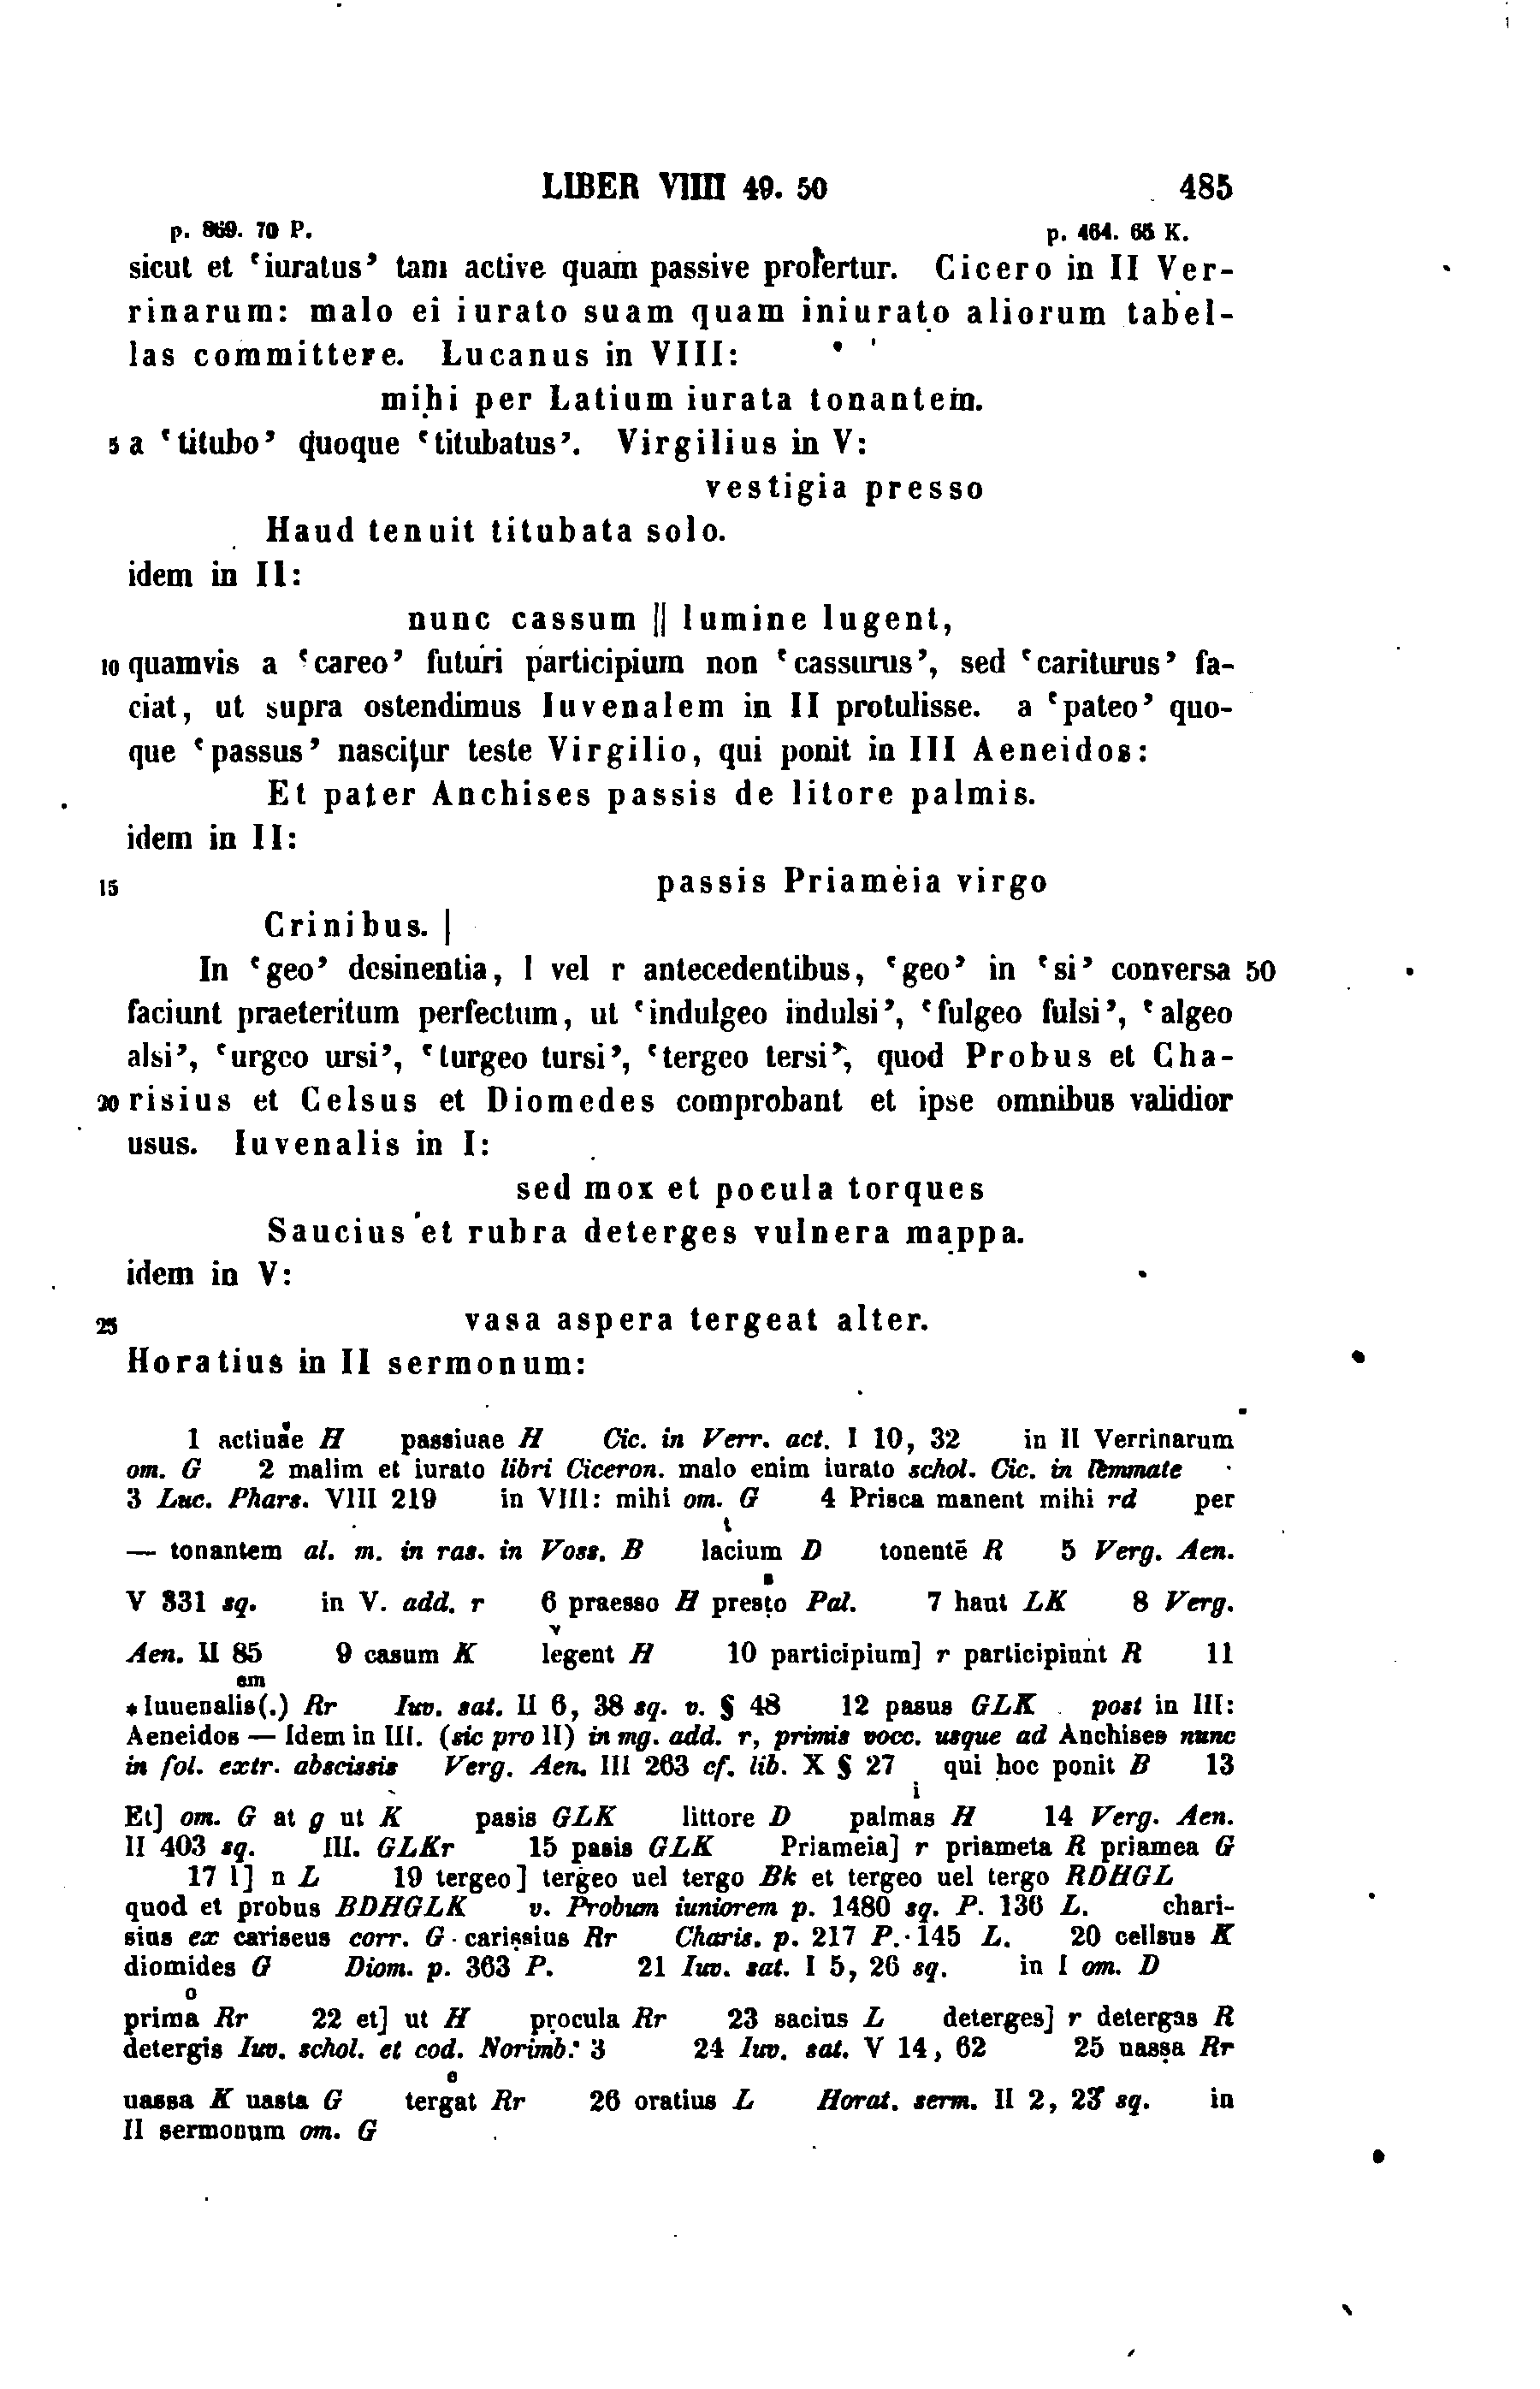 LIBER VIIII 49. 50 485
p. 869. 70 P. p. 464. 65 K.
sicut et ‘iuratus’ tam active quam passive profertur. Cicero in II Ver-
rinarum: malo ei iurato suam quam iniurato aliorum tabel-
las committere. Lucanus in VIII:
mihi per Latium iurata tonantem.
5 a ‘titubo’ quoque ‘titubatus’. Virgilius in V:
vestigia presso
Haud tenuit titubata solo.
idem in II:
nunc cassum || lumine lugent,
10 quamvis a ‘careo’ futuri participium non ‘cassurus’, sed ‘cariturus’ fa-
ciat, ut supra ostendimus Iuvenalem in II protulisse. a ‘pateo’ quo-
que ‘passus’ nascitur teste Virgilio, qui ponit in III Aeneidos:
Et pater Anchises passis de litore palmis.
idem in II:
15 passis Priameia virgo
Crinibus. |
In ‘geo’ desinentia, l vel r antecedentibus, ‘geo’ in ‘si’ conversa 50
faciunt praeteritum perfectum, ut ‘indulgeo indulsi’, ‘fulgeo fulsi’, ‘algeo
alsi’, ‘urgeo ursi’, ‘turgeo tursi’, ‘tergeo tersi’, quod Probus et Cha-
20 risius et Celsus et Diomedes comprobant et ipse omnibus validior
usus. Iuvenalis in I:
sed mox et pocula torques
Saucius et rubra deterges vulnera mappa.
idem in V:
25 vasa aspera tergeat alter.
Horatius in II sermonum:
1 actiuae H passiuae H Cic. in Verr. act. I 10, 32 in II Verrinarum
om. G 2 malim et iurato libri Ciceron. malo enim iurato schol. Cic. in lemmate
3 Luc. Phars. VIII 219 in VIII: mihi om. G 4 Prisca manent mihi rd per
t
— tonantem al. m. in ras. in Voss. B lacium D tonentē R 5 Verg. Aen.
s
V 331 sq. in V. add. r 6 praesso H presṭo Pal. 7 haut LK 8 Verg.
v
Aen. II 85 9 casum K legent H 10 participium] r participiunt R 11
em
*Iuuenalis(.) Rr Iuv. sat. II 6, 38 sq. v. § 48 12 pasus GLK post in III:
Aeneidos — Idem in III. (sic pro II) in mg. add. r, primis vocc. usque ad Anchises nunc
in fol. extr. abscissis Verg. Aen. III 263 cf. lib. X § 27 qui hoc ponit B 13
i
Et] om. G at g ut K pasis GLK littore D palmas H 14 Verg. Aen.
II 403 sq. III. GLKr 15 pasis GLK Priameia] r priameta R priamea G
17 l] n L 19 tergeo] tergeo uel tergo Bk et tergeo uel tergo RDHGL
quod et probus BDHGLK v. Probum iuniorem p. 1480 sq. P. 136 L. chari-
sius ex cariseus corr. G carisṣius Rr Charis. p. 217 P. 145 L. 20 cellsus K
diomides G Diom. p. 363 P. 21 Iuv. sat. I 5, 26 sq. in I om. D
o
prima Rr 22 et] ut H pṛocula Rr 23 sacius L deterges] r detergas R
detergis Iuv. schol. et cod. Norimb. 3 24 Iuv. sat. V 14, 62 25 uasṣa Rr
e
uassa K uasta G tergat Rr 26 oratius L Horat. serm. II 2, 23 sq. in
II sermonum om. G